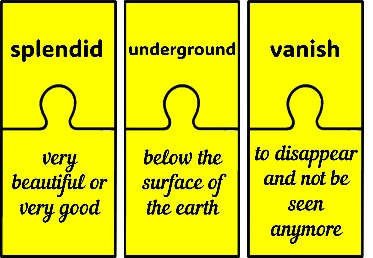 splendid
very
beautiful or
very good
underground
below the
surface of
the earth
vanish
to disappear
and not be
seen
anymore